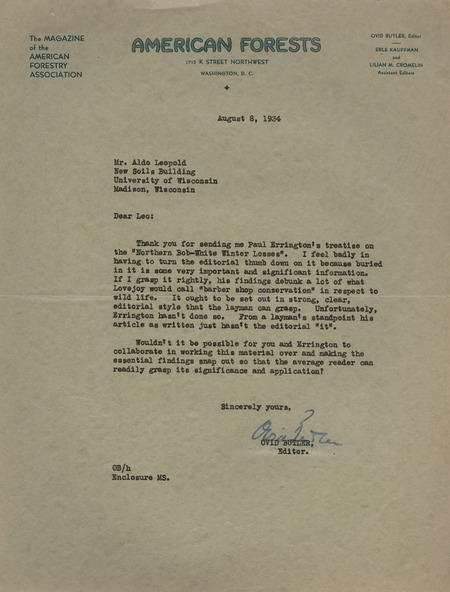 The MAGAZINE
of the
AMERICAN
FORESTRY
ASSOCIATION
AMERICAN FORESTS
1713 K STREET NORTHWEST
WASHINGTON, D. C.
OVID BUTLER, Editor
ERLE KAUFFMAN
and
LILIAN M. CROMELIN
Assistant Editors
August 8, 1934
Mr. Aldo Leopold
New Soils Building
University of Wisconsin
Madison, Wisconsin
Dear Leo:
Thank you for sending me Paul Errington's treatise on
the "Northern Bob-White Winter Losses". I feel badly in
having to turn the editorial thumb down on it because buried
in it is some very important and significant information.
If I grasp it rightly, his findings debunk a lot of what
Lovejoy would call "barber shop conservation" in respect to
wild life. It ought to be set out in strong, clear,
editorial style that the layman can grasp. Unfortunately,
Errington hasn't done so. From a layman's standpoint his
article as written just hasn't the editorial "it".
Wouldn't it be possible for you and Errington to
collaborate in working this material over and making the
essential findings snap out so that the average reader can
readily grasp its significance and application?
Sincerely yours,
Ovid Butler
OVID BUTLER,
Editor.
OB/h
Enclosure MS.